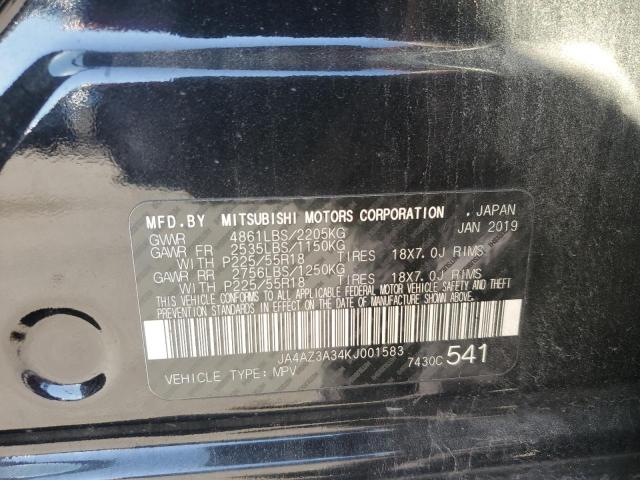 MFD.BY MITSUBISHI MOTORS CORPORATION . JAPAN
GVWR 4861LBS/2205KG JAN 2019
GAWR FR 2535LBS/1150KG
WITH P225/55R18 TIRES 18X7.0J RIMS
GAWR RR 2756LBS/1250KG
WITH P225/55R18 TIRES 18X7.0J RIMS
THIS VEHICLE CONFORMS TO ALL APPLICABLE FEDERAL MOTOR VEHICLE SAFETY AND
THEFT PREVENTION STANDARDS IN EFFECT ON THE DATE OF MANUFACTURE SHOWN ABOVE.
JA4AZ3A34KJ001583
VEHICLE TYPE: MPV 7430C 541